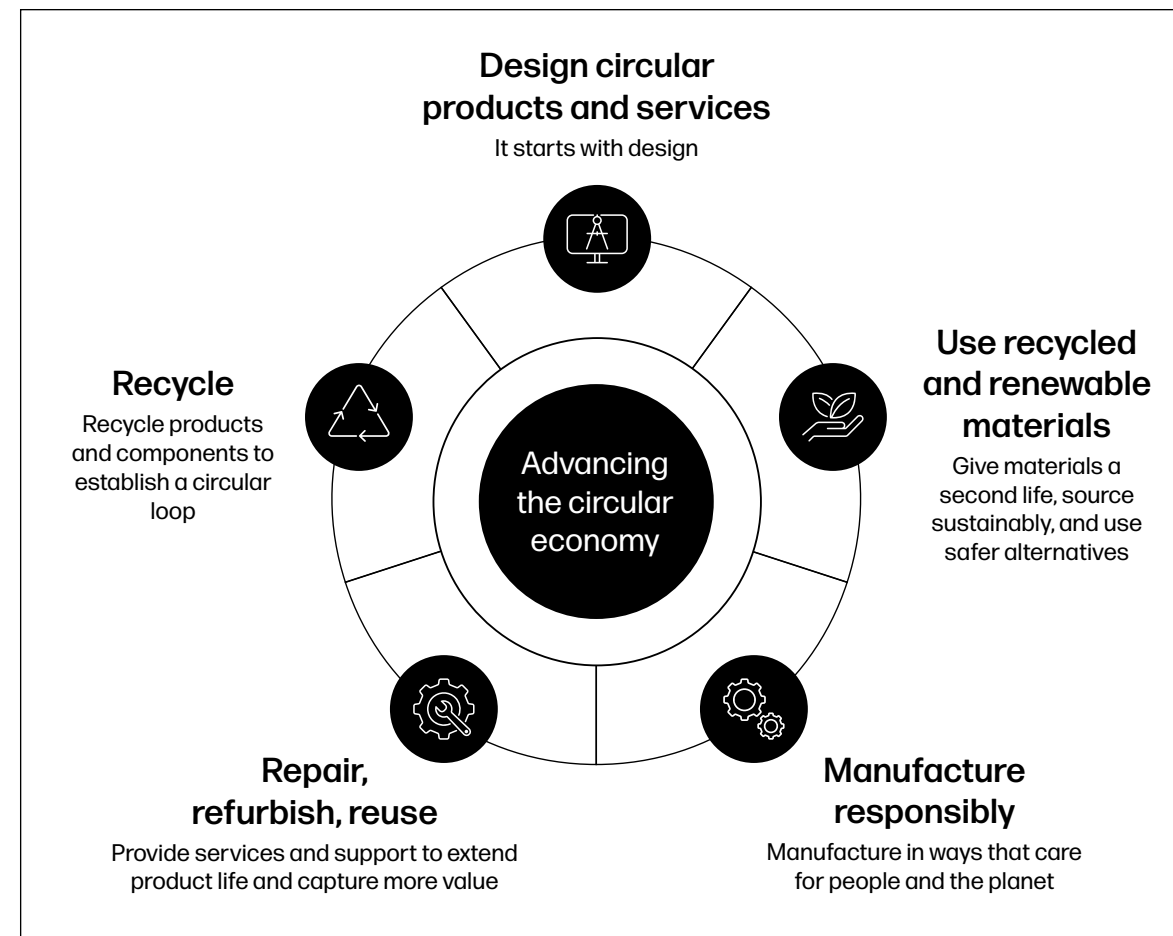 Design circular
products and services
It starts with design
Use recycled
and renewable
materials
Give materials a
second life, source
sustainably, and use
safer alternatives
Manufacture
responsibly
Manufacture in ways that care
for people and the planet
Repair,
refurbish, reuse
Provide services and support to extend
product life and capture more value
Recycle
Recycle products
and components to
establish a circular
loop
Advancing
the circular
economy